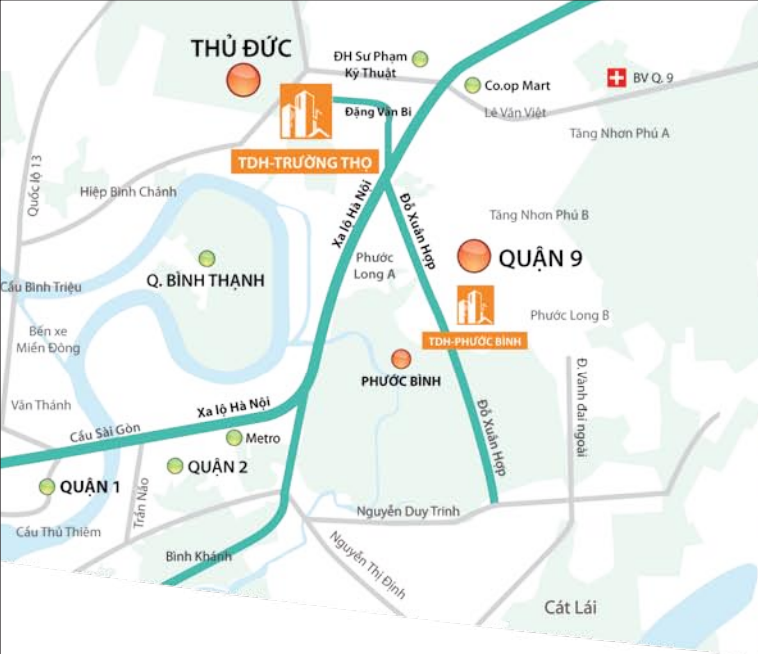 THỦ ĐỨC
ĐH Sư Phạm
Kỹ Thuật
Co.op Mart
BV Q. 9
Đặng Văn Bi
Lê Văn Việt
Tăng Nhơn Phú A
TDH-TRƯỜNG THỌ
Quốc lộ 13
Hiệp Bình Chánh
Xa lộ Hà Nội
Đỗ Xuân Hợp
Tăng Nhơn Phú B
Phước
Long A
QUẬN 9
Q. BÌNH THẠNH
Cầu Bình Triệu
Phước Long B
Bến xe
Miền Đông
TDH-PHƯỚC BÌNH
PHƯỚC BÌNH
Đ. Vành đai ngoài
Văn Thánh
Xa lộ Hà Nội
Cầu Sài Gòn
Metro
Đỗ Xuân Hợp
QUẬN 2
QUẬN 1
Trần Não
Nguyễn Duy Trinh
Cầu Thủ Thiêm
Bình Khánh
Nguyễn Thị Định
Cát Lái